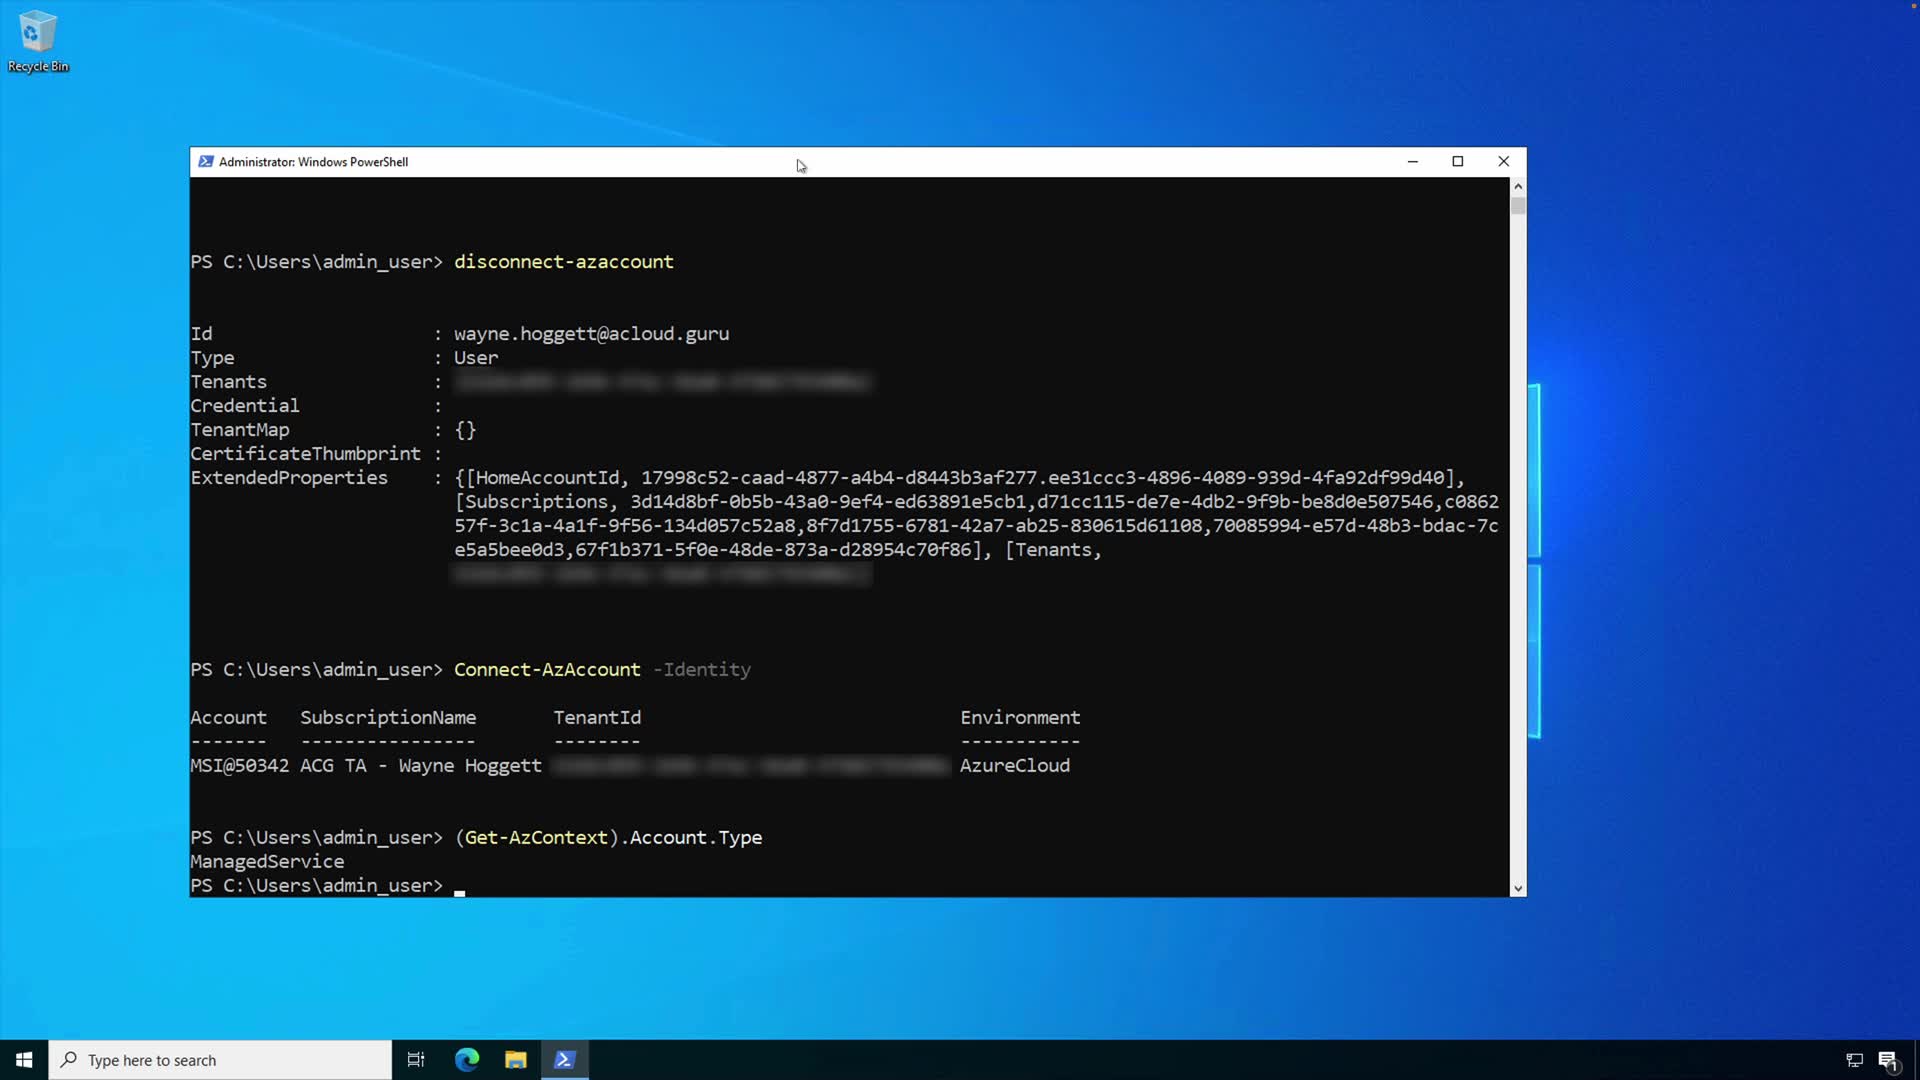 Recycle Bin
Administrator: Windows PowerShell
PS C:\Users\admin_user> disconnect-azaccount
Id                    : wayne.hoggett@acloud.guru
Type                  : User
Tenants               :
Credential            :
TenantMap             : {}
CertificateThumbprint :
ExtendedProperties    : {[HomeAccountId, 17998c52-caad-4877-a4b4-d8443b3af277.ee31ccc3-4896-4089-939d-4fa92df99d40],
[Subscriptions, 3d14d8bf-0b5b-43a0-9ef4-ed63891e5cb1,d71cc115-de7e-4db2-9f9b-be8d0e507546,c0862
57f-3c1a-4a1f-9f56-134d057c52a8,8f7d1755-6781-42a7-ab25-830615d61108,70085994-e57d-48b3-bdac-7c
e5a5bee0d3,67f1b371-5f0e-48de-873a-d28954c70f86], [Tenants,
PS C:\Users\admin_user> Connect-AzAccount -Identity
Account   SubscriptionName       TenantId                             Environment
-------   ----------------       --------                             -----------
MSI@50342 ACG TA - Wayne Hoggett AzureCloud
PS C:\Users\admin_user> (Get-AzContext).Account.Type
ManagedService
PS C:\Users\admin_user>
Type here to search
1